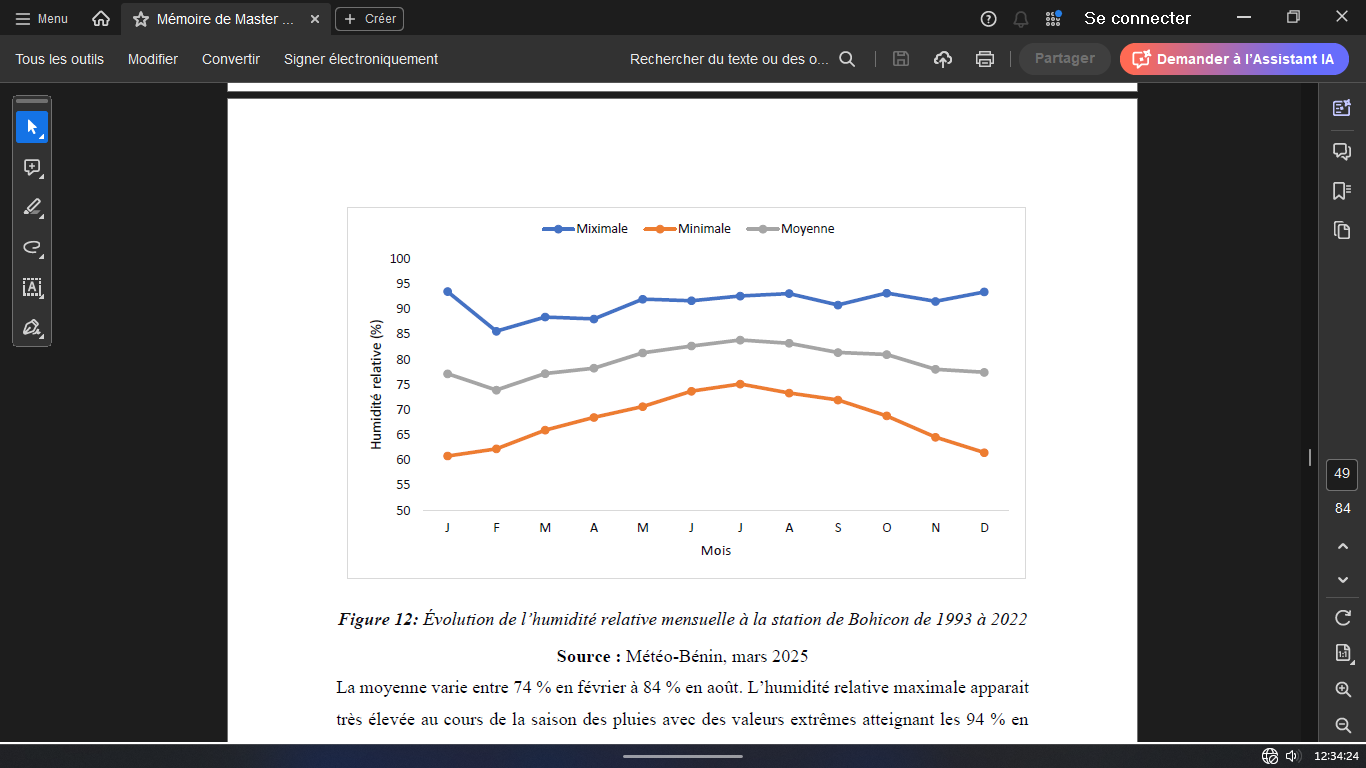 Menu
Mémoire de Master ...
Créer
Se connecter
Tous les outils
Modifier
Convertir
Signer électroniquement
Rechercher du texte ou des o...
Partager
Demander à l'Assistant IA
Miximale Minimale Moyenne
100
95
90
85
80
75
70
65
60
55
50
Humidité relative (%)
J F M A M J J A S O N D
Mois
Figure 12: Évolution de l'humidité relative mensuelle à la station de Bohicon de 1993 à 2022
Source : Météo-Bénin, mars 2025
La moyenne varie entre 74 % en février à 84 % en août. L'humidité relative maximale apparait
très élevée au cours de la saison des pluies avec des valeurs extrêmes atteignant les 94 % en
49
84
1:1
12:34:24